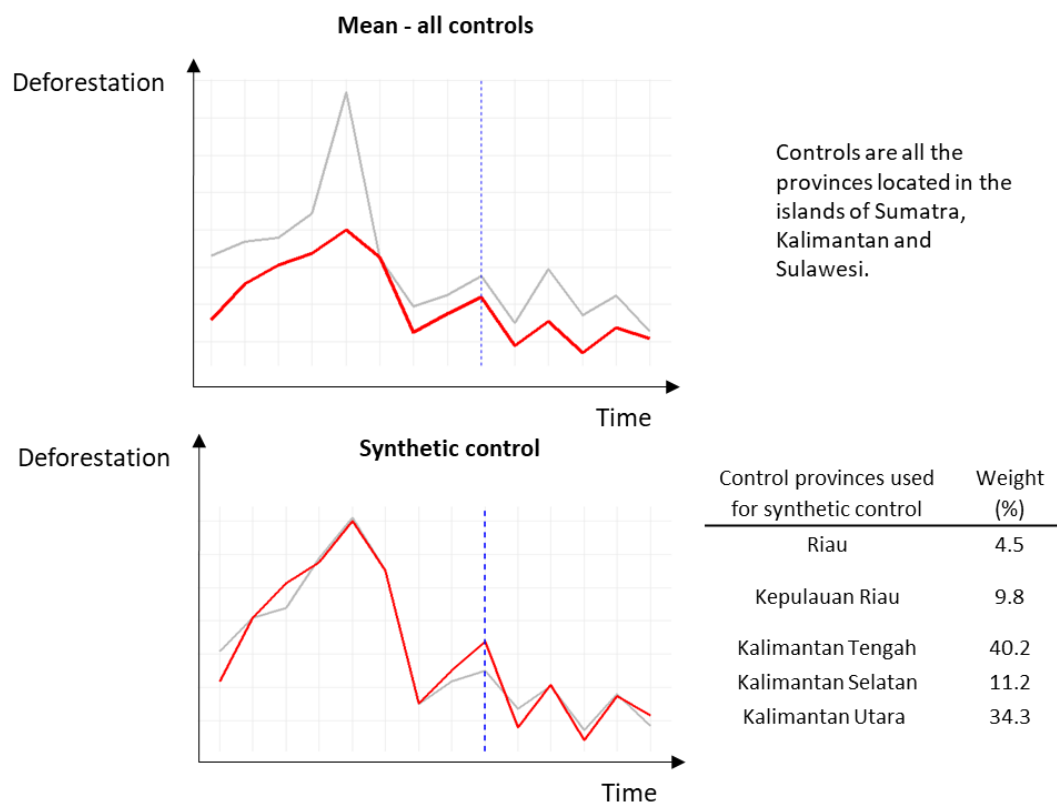 Mean - all controls
Deforestation
Controls are all the
provinces located in the
islands of Sumatra,
Kalimantan and
Sulawesi.
Time
Deforestation
Synthetic control
Control provinces used
for synthetic control
Weight
(%)
Riau 4.5
Kepulauan Riau 9.8
Kalimantan Tengah 40.2
Kalimantan Selatan 11.2
Kalimantan Utara 34.3
Time